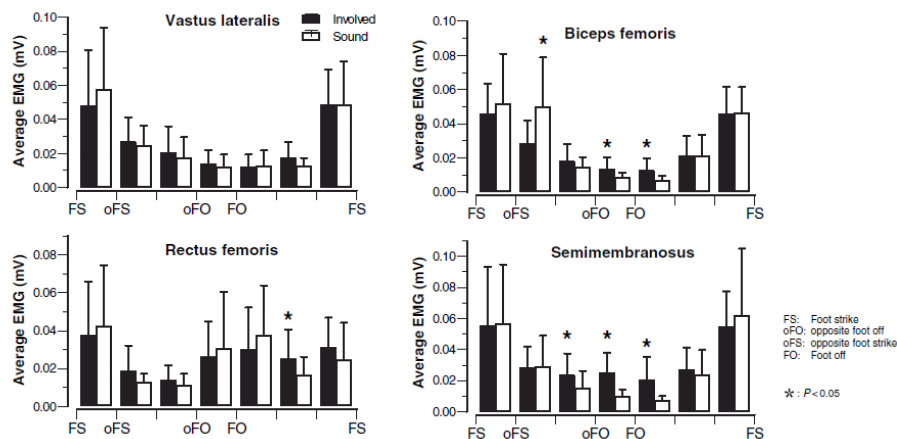 Vastus lateralis
Involved
Sound
Average EMG (mV)
0.10
0.08
0.06
0.04
0.02
0.00
FS
oFS
oFO
FO
FS
Biceps femoris
Average EMG (mV)
0.10
0.08
0.06
0.04
0.02
0.00
*
*
*
FS
oFS
oFO
FO
FS
Rectus femoris
Average EMG (mV)
0.08
0.06
0.04
0.02
0.00
*
FS
oFS
oFO
FO
FS
Semimembranosus
Average EMG (mV)
0.10
0.08
0.06
0.04
0.02
0.00
*
*
*
FS
oFS
oFO
FO
FS
FS: Foot strike
oFO: opposite foot off
oFS: opposite foot strike
FO: Foot off
*: P<0.05